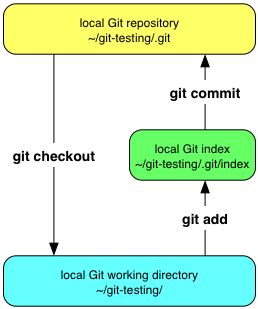 local Git repository
~/git-testing/.git
git commit
git checkout
local Git index
~/git-testing/.git/index
git add
local Git working directory
~/git-testing/